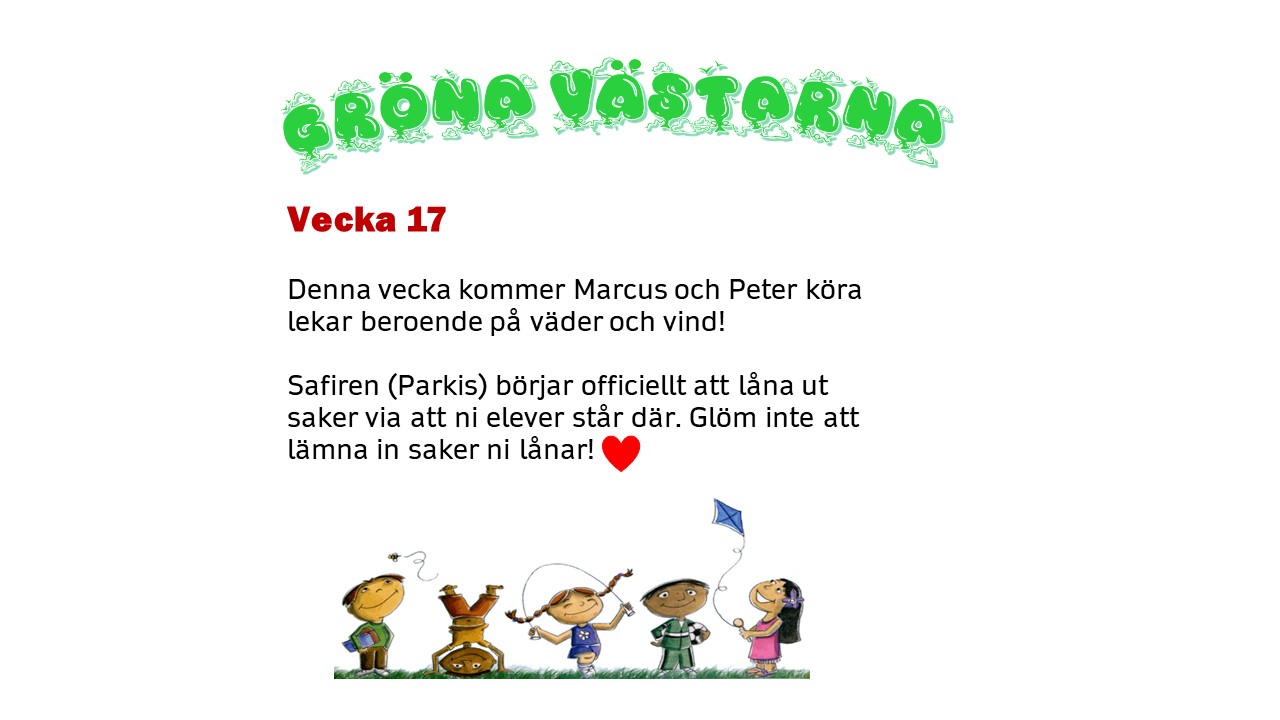 GRÖNA VÄSTARNA
Vecka 17
Denna vecka kommer Marcus och Peter köra
lekar beroende på väder och vind!
Safiren (Parkis) börjar officiellt att låna ut
saker via att ni elever står där. Glöm inte att
lämna in saker ni lånar!